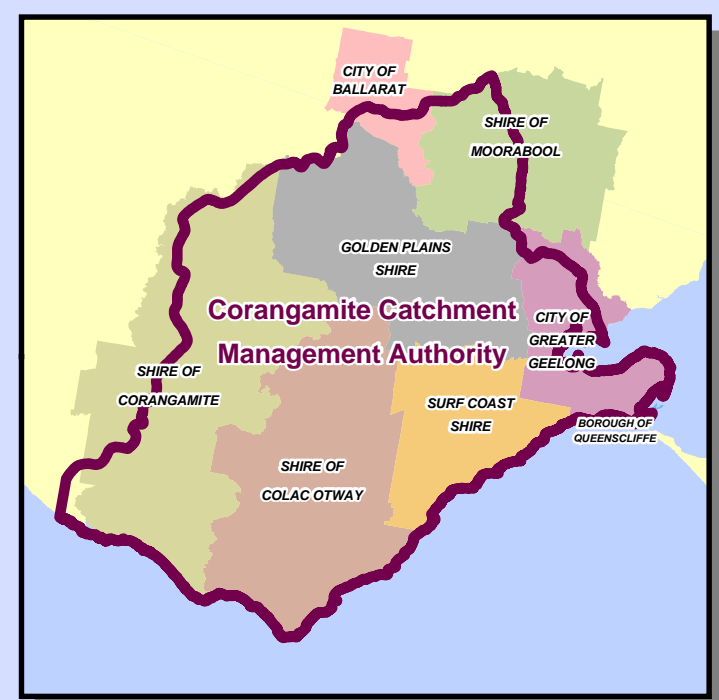 CITY OF
BALLARAT
SHIRE OF
MOORABOOL
GOLDEN PLAINS
SHIRE
Corangamite Catchment
Management Authority
CITY OF
GREATER
GEELONG
SHIRE OF
CORANGAMITE
SURF COAST
SHIRE
BOROUGH OF
QUEENSCLIFFE
SHIRE OF
COLAC OTWAY